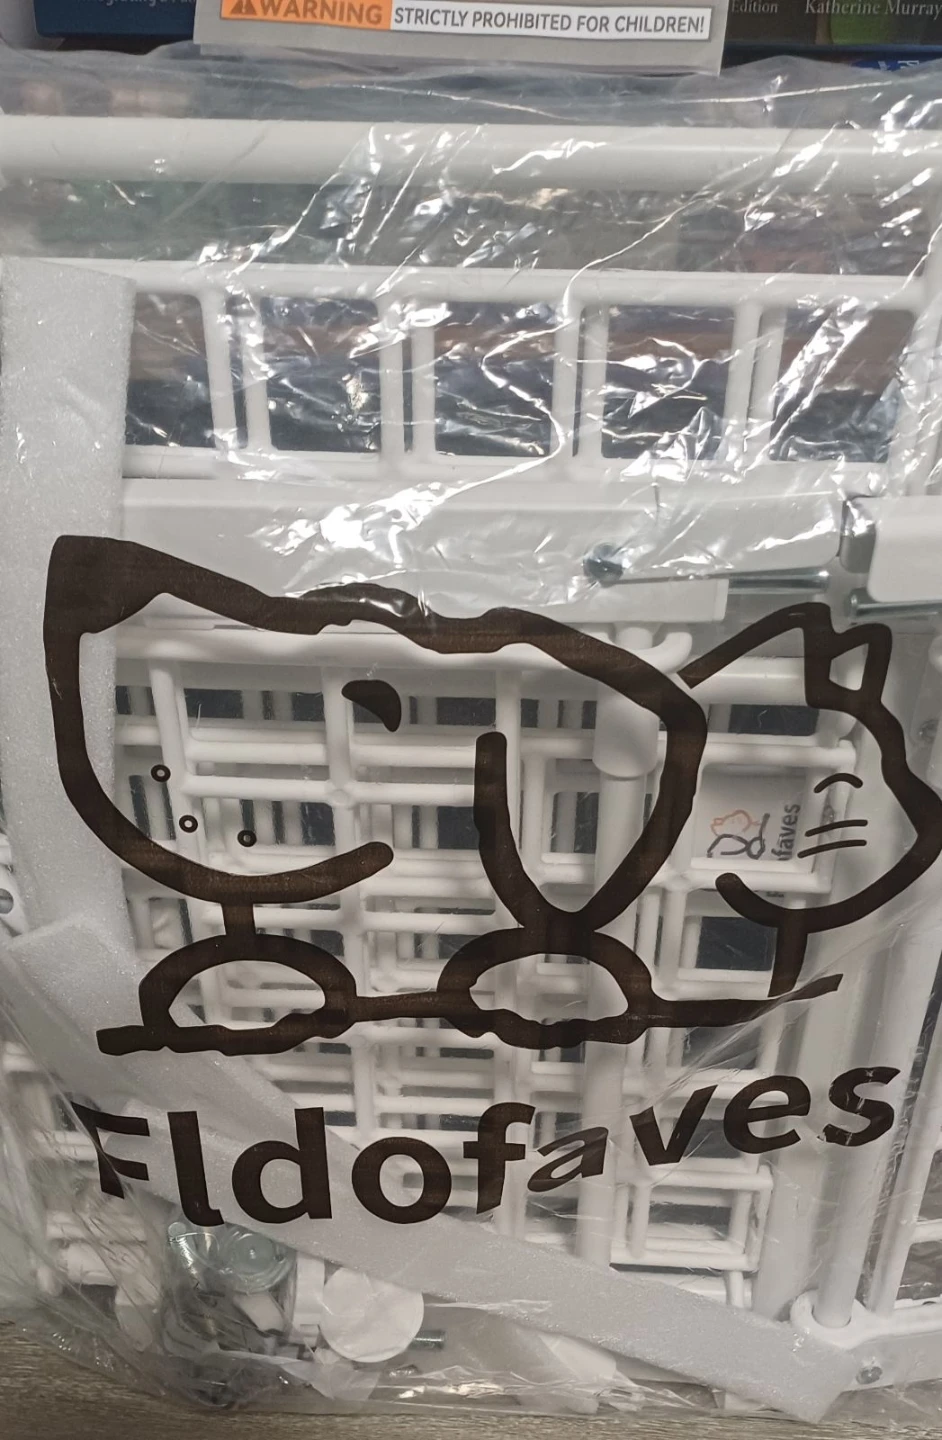 ⚠WARNING STRICTLY PROHIBITED FOR CHILDREN!
Edition Katherine Murray
faves
Fldofaves